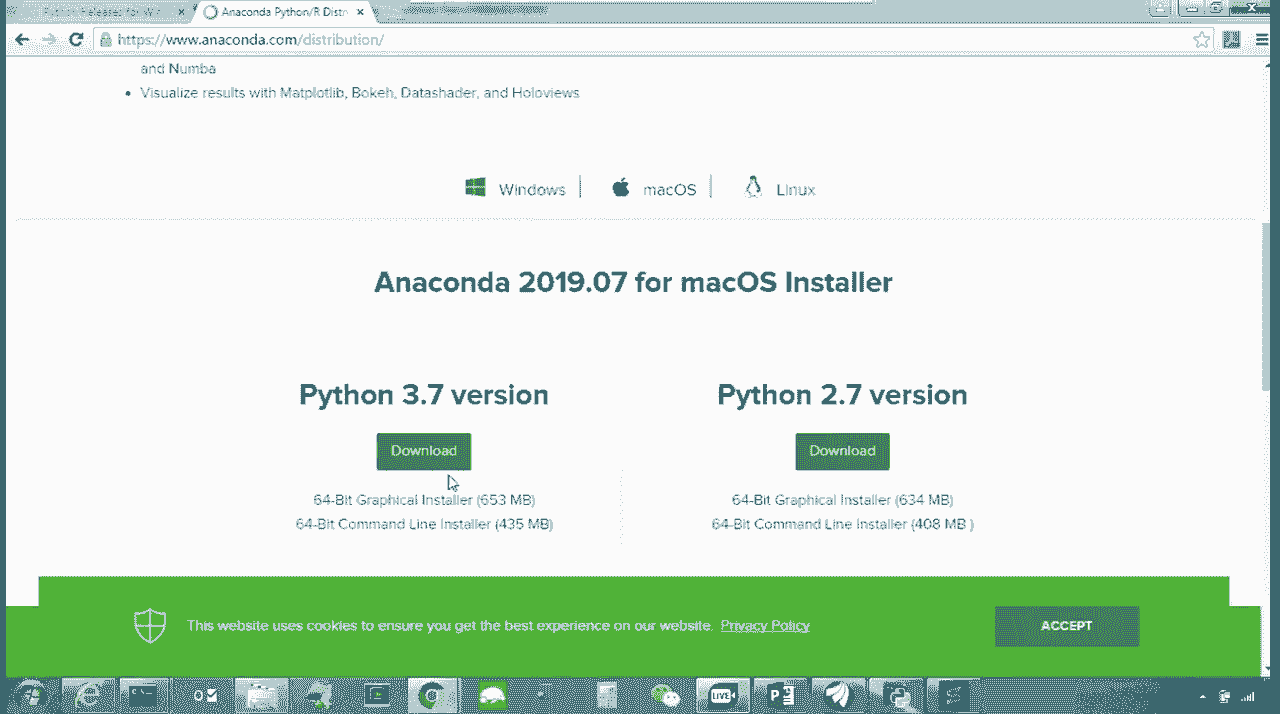 Python Releases for Wi
Anaconda Python/R Distr
https://www.anaconda.com/distribution/
and Numba
• Visualize results with Matplotlib, Bokeh, Datashader, and Holoviews
Windows
macOS
Linux
Anaconda 2019.07 for macOS Installer
Python 3.7 version
Python 2.7 version
Download
Download
64-Bit Graphical Installer (653 MB)
64-Bit Graphical Installer (634 MB)
64-Bit Command Line Installer (435 MB)
64-Bit Command Line Installer (408 MB )
This website uses cookies to ensure you get the best experience on our website. Privacy Policy
ACCEPT
LIVE